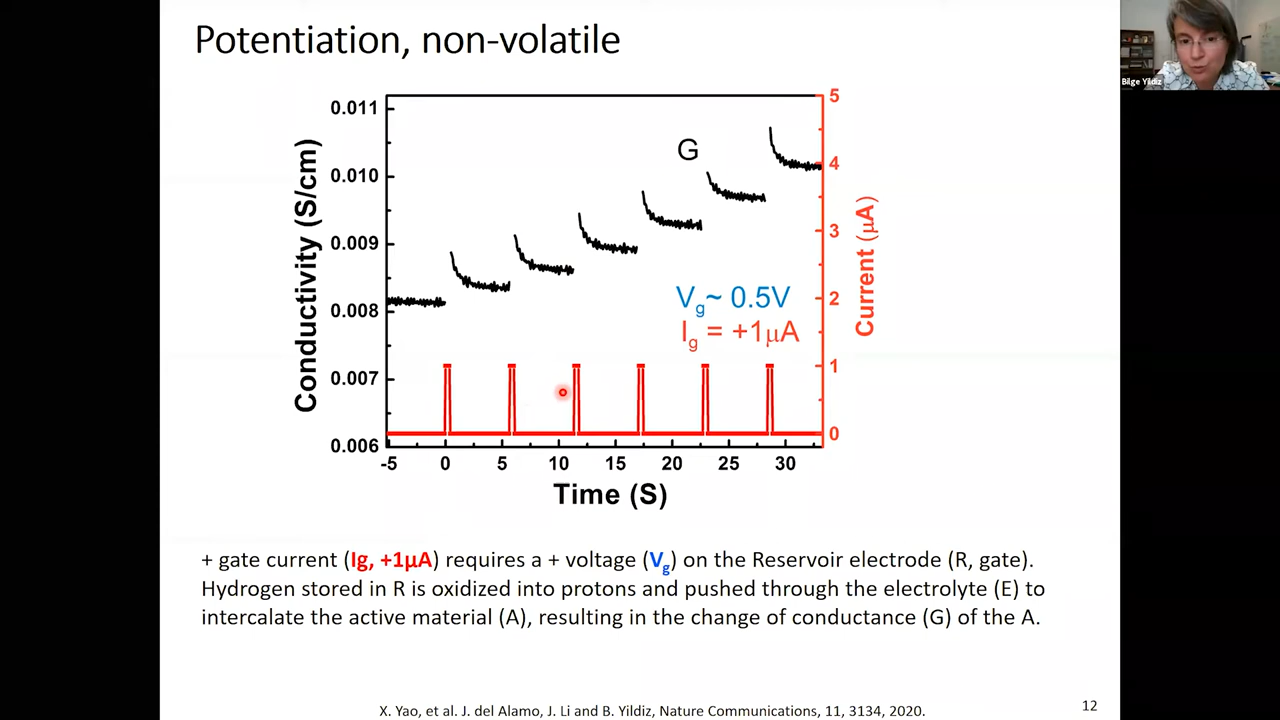 Potentiation, non-volatile
Bilge Yildiz
0.011
0.010
0.009
0.008
0.007
0.006
Conductivity (S/cm)
G
V_g~ 0.5V
I_g = +1µA
5
4
3
2
1
0
Current (µA)
-5 0 5 10 15 20 25 30
Time (S)
+ gate current (Ig, +1µA) requires a + voltage (V_g) on the Reservoir electrode (R, gate).
Hydrogen stored in R is oxidized into protons and pushed through the electrolyte (E) to
intercalate the active material (A), resulting in the change of conductance (G) of the A.
X. Yao, et al. J. del Alamo, J. Li and B. Yildiz, Nature Communications, 11, 3134, 2020.
12